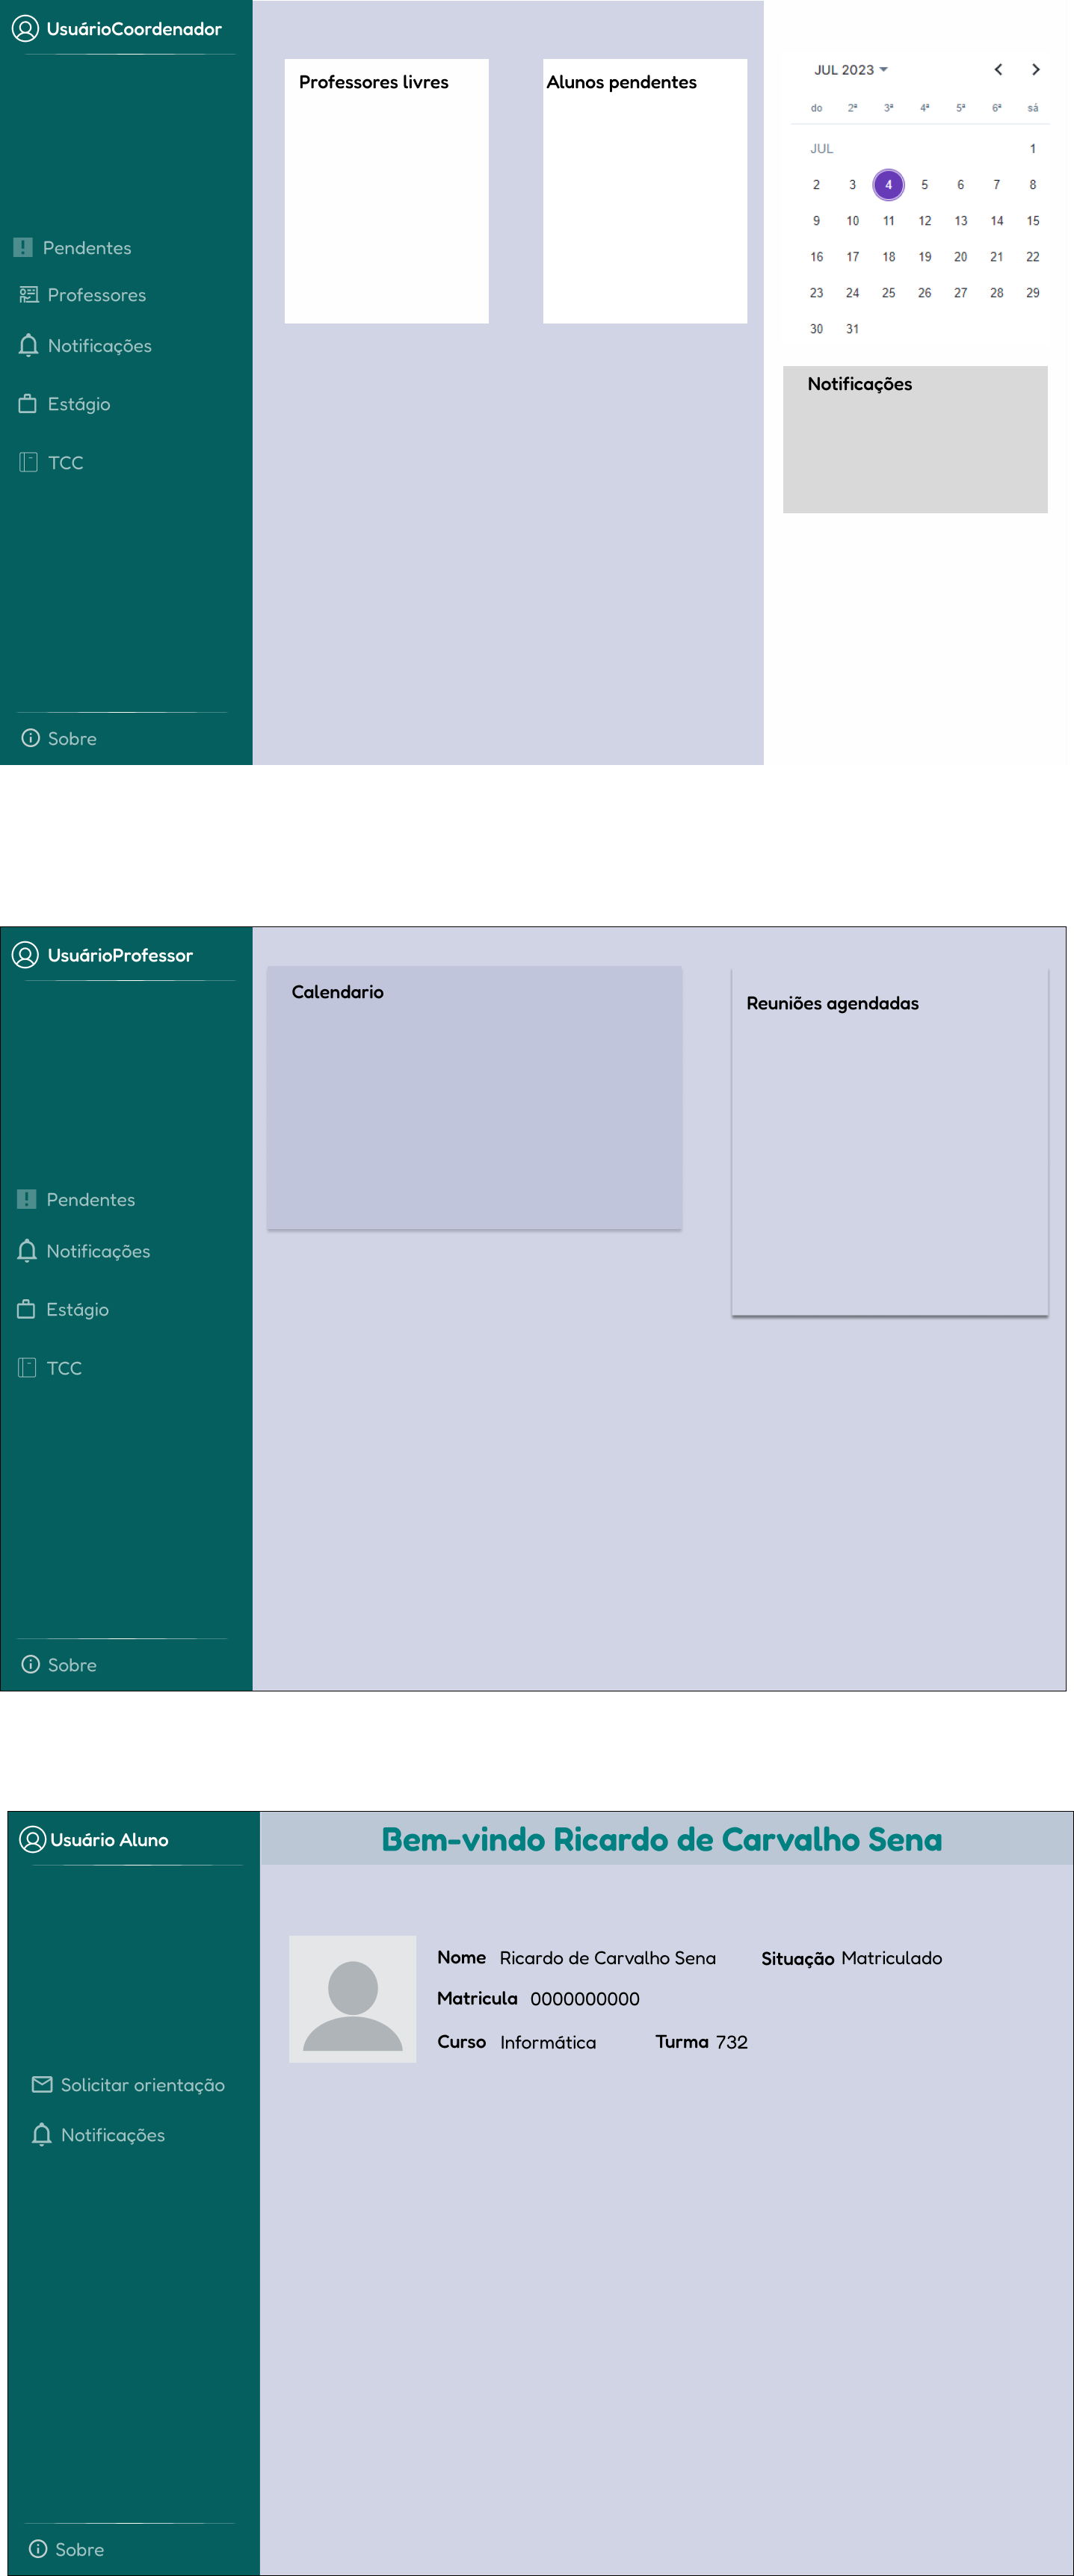 UsuárioCoordenador
Pendentes
Professores
Notificações
Estágio
TCC
Sobre
Professores livres
Alunos pendentes
JUL 2023
do 2ª 3ª 4ª 5ª 6ª sá
JUL 1
2 3 4 5 6 7 8
9 10 11 12 13 14 15
16 17 18 19 20 21 22
23 24 25 26 27 28 29
30 31
Notificações
UsuárioProfessor
Pendentes
Notificações
Estágio
TCC
Sobre
Calendario
Reuniões agendadas
Usuário Aluno
Solicitar orientação
Notificações
Sobre
Bem-vindo Ricardo de Carvalho Sena
Nome Ricardo de Carvalho Sena Situação Matriculado
Matricula 0000000000
Curso Informática Turma 732